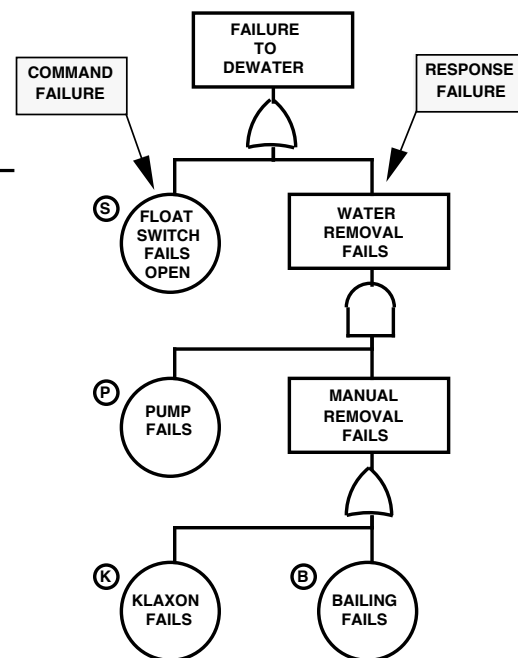 FAILURE
TO
DEWATER
COMMAND
FAILURE
RESPONSE
FAILURE
S
FLOAT
SWITCH
FAILS
OPEN
WATER
REMOVAL
FAILS
P
PUMP
FAILS
MANUAL
REMOVAL
FAILS
K
KLAXON
FAILS
B
BAILING
FAILS